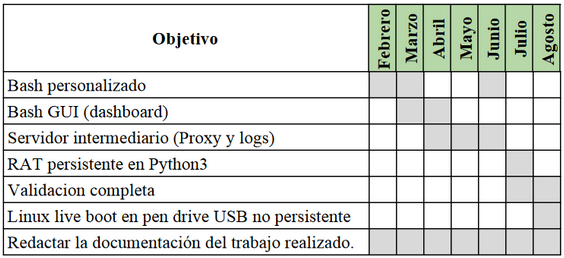 Objetivo
Febrero
Marzo
Abril
Mayo
Junio
Julio
Agosto
Bash personalizado
Bash GUI (dashboard)
Servidor intermediario (Proxy y logs)
RAT persistente en Python3
Validacion completa
Linux live boot en pen drive USB no persistente
Redactar la documentación del trabajo realizado.